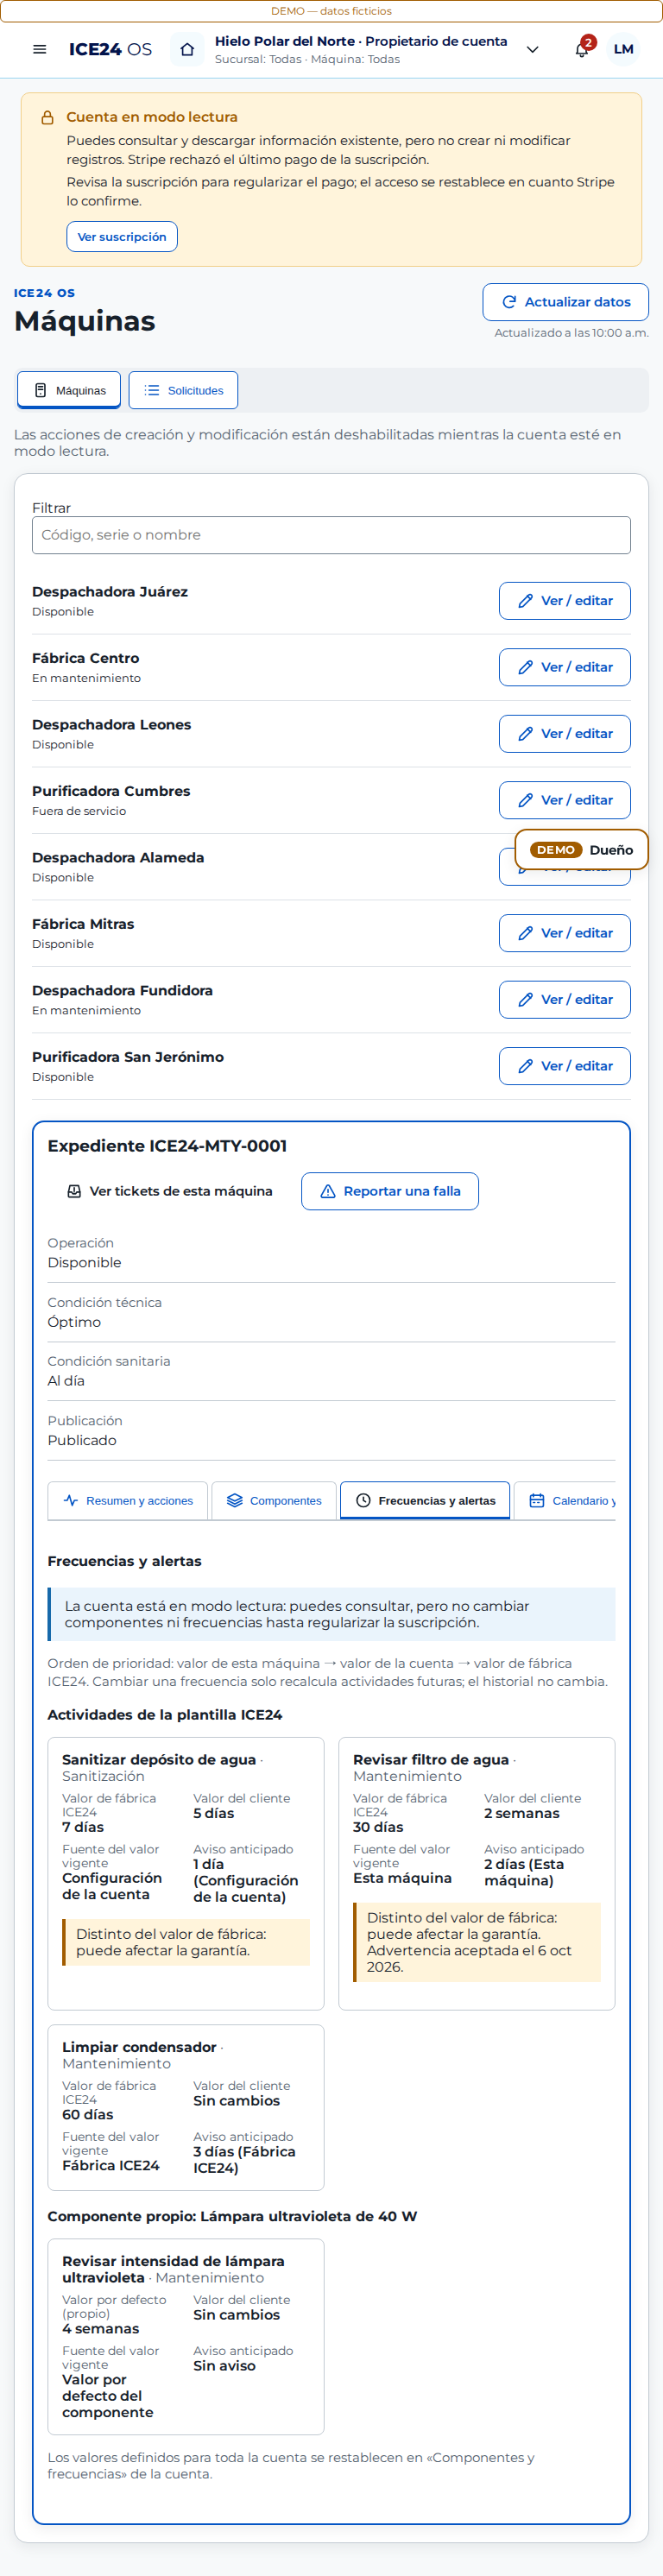 DEMO — datos ficticios
ICE24 OS
Hielo Polar del Norte · Propietario de cuenta
Sucursal: Todas · Máquina: Todas
2
LM
Cuenta en modo lectura
Puedes consultar y descargar información existente, pero no crear ni modificar
registros. Stripe rechazó el último pago de la suscripción.
Revisa la suscripción para regularizar el pago; el acceso se restablece en cuanto Stripe
lo confirme.
Ver suscripción
ICE24 OS
Máquinas
Actualizar datos
Actualizado a las 10:00 a.m.
Máquinas
Solicitudes
Las acciones de creación y modificación están deshabilitadas mientras la cuenta esté en
modo lectura.
Filtrar
Código, serie o nombre
Despachadora Juárez
Disponible
Ver / editar
Fábrica Centro
En mantenimiento
Ver / editar
Despachadora Leones
Disponible
Ver / editar
Purificadora Cumbres
Fuera de servicio
Ver / editar
DEMO Dueño
Despachadora Alameda
Disponible
Fábrica Mitras
Disponible
Ver / editar
Despachadora Fundidora
En mantenimiento
Ver / editar
Purificadora San Jerónimo
Disponible
Ver / editar
Expediente ICE24-MTY-0001
Ver tickets de esta máquina
Reportar una falla
Operación
Disponible
Condición técnica
Óptimo
Condición sanitaria
Al día
Publicación
Publicado
Resumen y acciones
Componentes
Frecuencias y alertas
Calendario y
Frecuencias y alertas
La cuenta está en modo lectura: puedes consultar, pero no cambiar
componentes ni frecuencias hasta regularizar la suscripción.
Orden de prioridad: valor de esta máquina → valor de la cuenta → valor de fábrica
ICE24. Cambiar una frecuencia solo recalcula actividades futuras; el historial no cambia.
Actividades de la plantilla ICE24
Sanitizar depósito de agua ·
Sanitización
Valor de fábrica
ICE24
7 días
Valor del cliente
5 días
Fuente del valor
vigente
Configuración
de la cuenta
Aviso anticipado
1 día
(Configuración
de la cuenta)
Distinto del valor de fábrica:
puede afectar la garantía.
Revisar filtro de agua ·
Mantenimiento
Valor de fábrica
ICE24
30 días
Valor del cliente
2 semanas
Fuente del valor
vigente
Esta máquina
Aviso anticipado
2 días (Esta
máquina)
Distinto del valor de fábrica:
puede afectar la garantía.
Advertencia aceptada el 6 oct
2026.
Limpiar condensador ·
Mantenimiento
Valor de fábrica
ICE24
60 días
Valor del cliente
Sin cambios
Fuente del valor
vigente
Fábrica ICE24
Aviso anticipado
3 días (Fábrica
ICE24)
Componente propio: Lámpara ultravioleta de 40 W
Revisar intensidad de lámpara
ultravioleta · Mantenimiento
Valor por defecto
(propio)
4 semanas
Valor del cliente
Sin cambios
Fuente del valor
vigente
Valor por
defecto del
componente
Aviso anticipado
Sin aviso
Los valores definidos para toda la cuenta se restablecen en «Componentes y
frecuencias» de la cuenta.